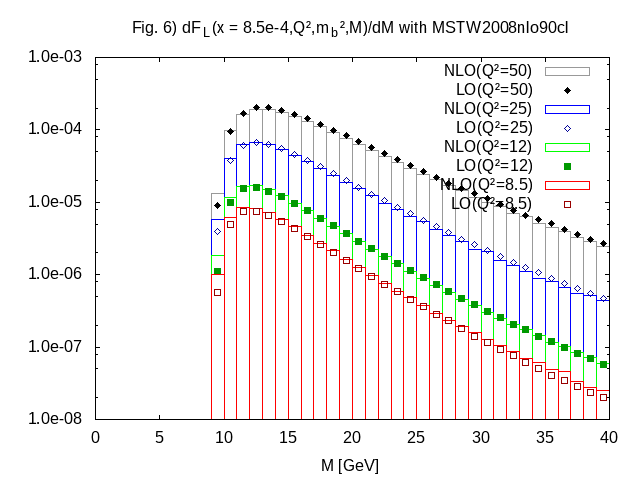 Fig. 6) dF_L(x = 8.5e-4,Q²,m_b²,M)/dM with MSTW2008nlo90cl
1.0e-03
1.0e-04
1.0e-05
1.0e-06
1.0e-07
1.0e-08
NLO(Q²=50)
LO(Q²=50)
NLO(Q²=25)
LO(Q²=25)
NLO(Q²=12)
LO(Q²=12)
NLO(Q²=8.5)
LO(Q²=8.5)
0 5 10 15 20 25 30 35 40
M [GeV]